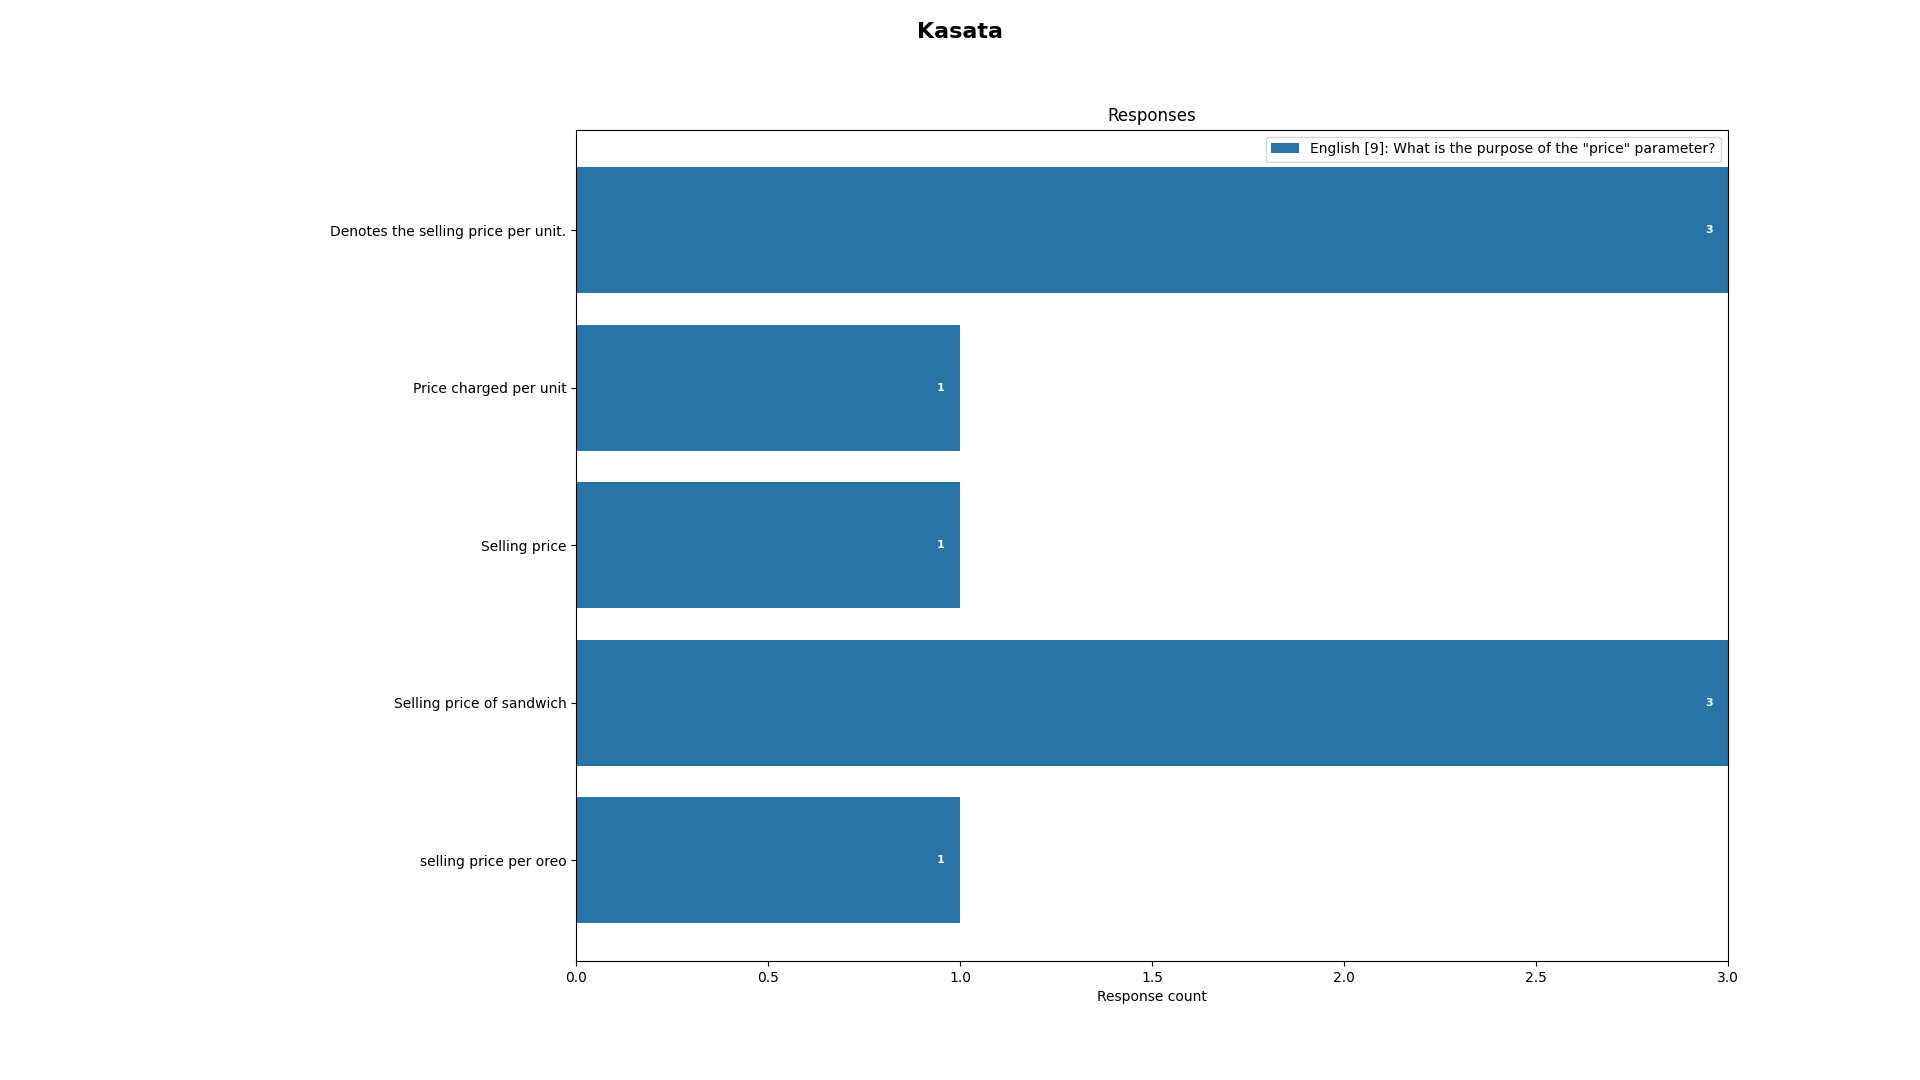 Kasata
Responses
English [9]: What is the purpose of the "price" parameter?
Denotes the selling price per unit.
3
Price charged per unit
1
Selling price
1
Selling price of sandwich
3
selling price per oreo
1
0.0 0.5 1.0 1.5 2.0 2.5 3.0
Response count